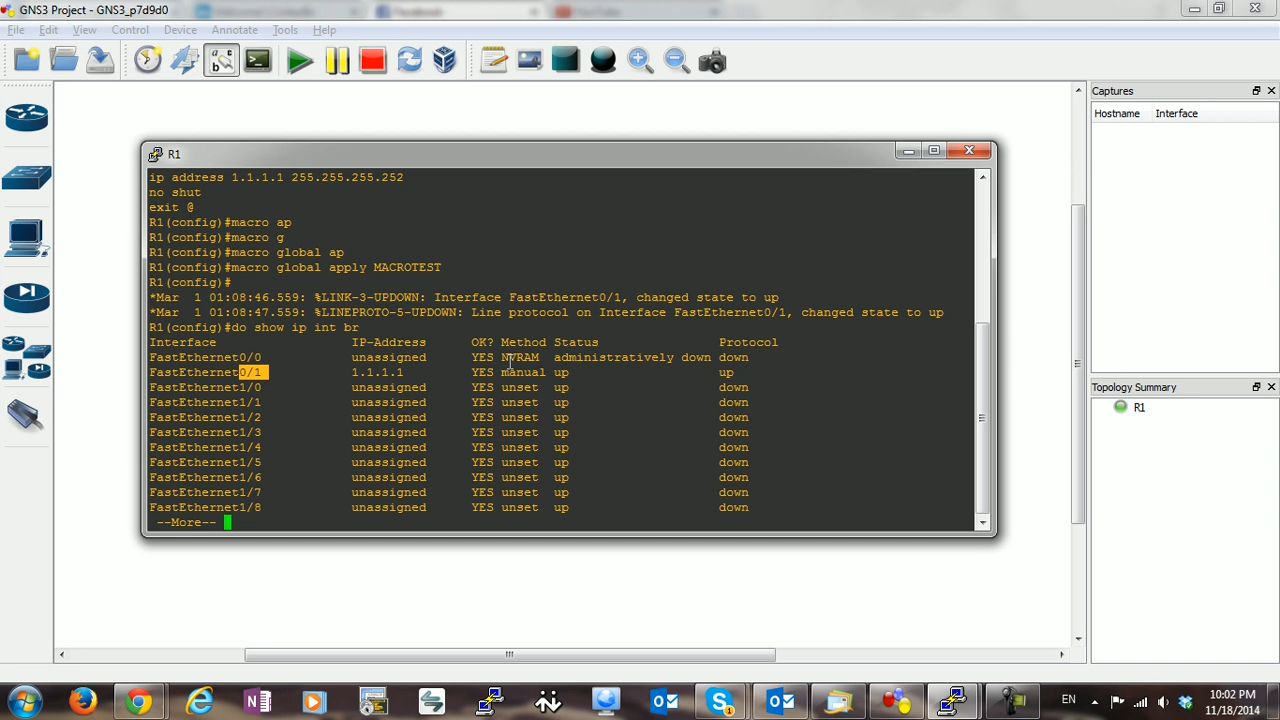 GNS3 Project - GNS3_p7d9d0
Facebook
YouTube
File Edit View Control Device Annotate Tools Help
Captures
Hostname Interface
R1
ip address 1.1.1.1 255.255.255.252
no shut
exit @
R1(config)#macro ap
R1(config)#macro g
R1(config)#macro global ap
R1(config)#macro global apply MACROTEST
R1(config)#
*Mar  1 01:08:46.559: %LINK-3-UPDOWN: Interface FastEthernet0/1, changed state to up
*Mar  1 01:08:47.559: %LINEPROTO-5-UPDOWN: Line protocol on Interface FastEthernet0/1, changed state to up
R1(config)#do show ip int br
Interface IP-Address OK? Method Status Protocol
FastEthernet0/0 unassigned YES NVRAM administratively down down
FastEthernet0/1 1.1.1.1 YES manual up up
FastEthernet1/0 unassigned YES unset up down
FastEthernet1/1 unassigned YES unset up down
FastEthernet1/2 unassigned YES unset up down
FastEthernet1/3 unassigned YES unset up down
FastEthernet1/4 unassigned YES unset up down
FastEthernet1/5 unassigned YES unset up down
FastEthernet1/6 unassigned YES unset up down
FastEthernet1/7 unassigned YES unset up down
FastEthernet1/8 unassigned YES unset up down
--More--
Topology Summary
R1
EN
10:02 PM
11/18/2014